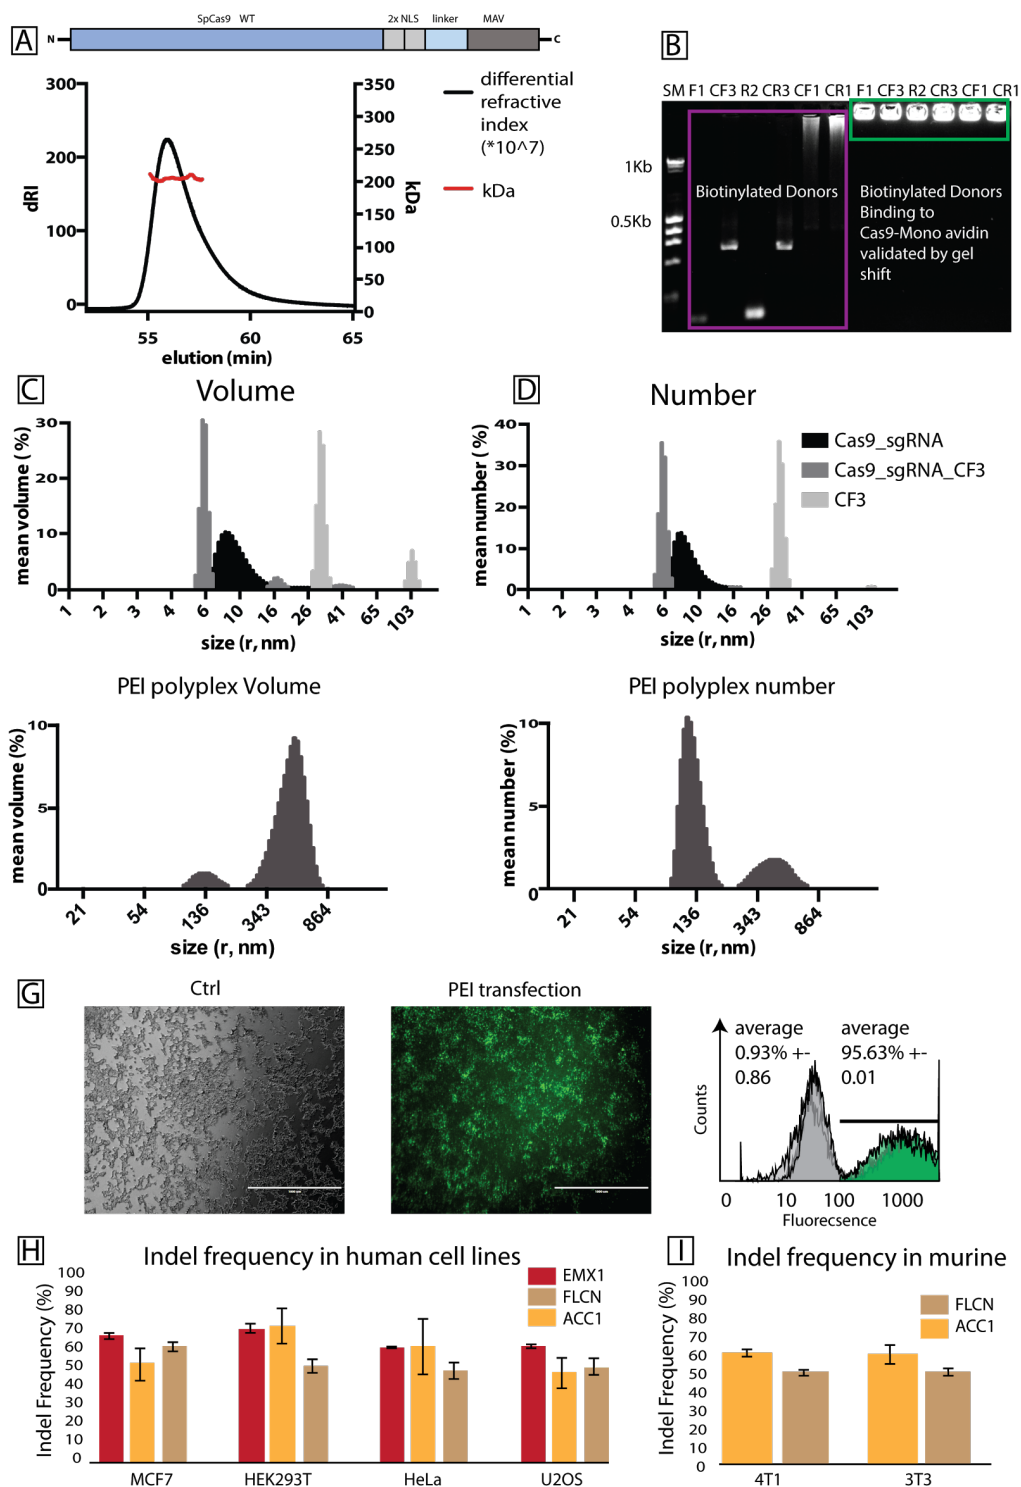 A
SpCas9 WT
2x NLS
linker
MAV
N
C
300
200
100
0
dRI
350
300
250
200
150
100
50
0
kDa
55
60
65
elution (min)
differential
refractive
index
(*10^7)
kDa
B
SM F1 CF3 R2 CR3 CF1 CR1 F1 CF3 R2 CR3 CF1 CR1
1Kb
0.5Kb
Biotinylated Donors
Biotinylated Donors
Binding to
Cas9-Mono avidin
validated by gel
shift
C
Volume
mean volume (%)
30
20
10
0
1 2 3 4 6 10 16 26 41 65 103
size (r, nm)
D
Number
mean number (%)
40
30
20
10
0
1 2 3 4 6 10 16 26 41 65 103
size (r, nm)
Cas9_sgRNA
Cas9_sgRNA_CF3
CF3
PEI polyplex Volume
mean volume (%)
10
5
0
21 54 136 343 864
size (r, nm)
PEI polyplex number
mean number (%)
10
5
0
21 54 136 343 864
size (r, nm)
G
Ctrl
PEI transfection
average
0.93% +-
0.86
average
95.63% +-
0.01
Counts
0 10 100 1000
Fluorecsence
H
Indel frequency in human cell lines
Indel Frequency (%)
100
90
80
70
60
50
40
30
20
10
0
EMX1
FLCN
ACC1
MCF7 HEK293T HeLa U2OS
I
Indel frequency in murine
Indel Frequency (%)
100
90
80
70
60
50
40
30
20
10
0
FLCN
ACC1
4T1 3T3